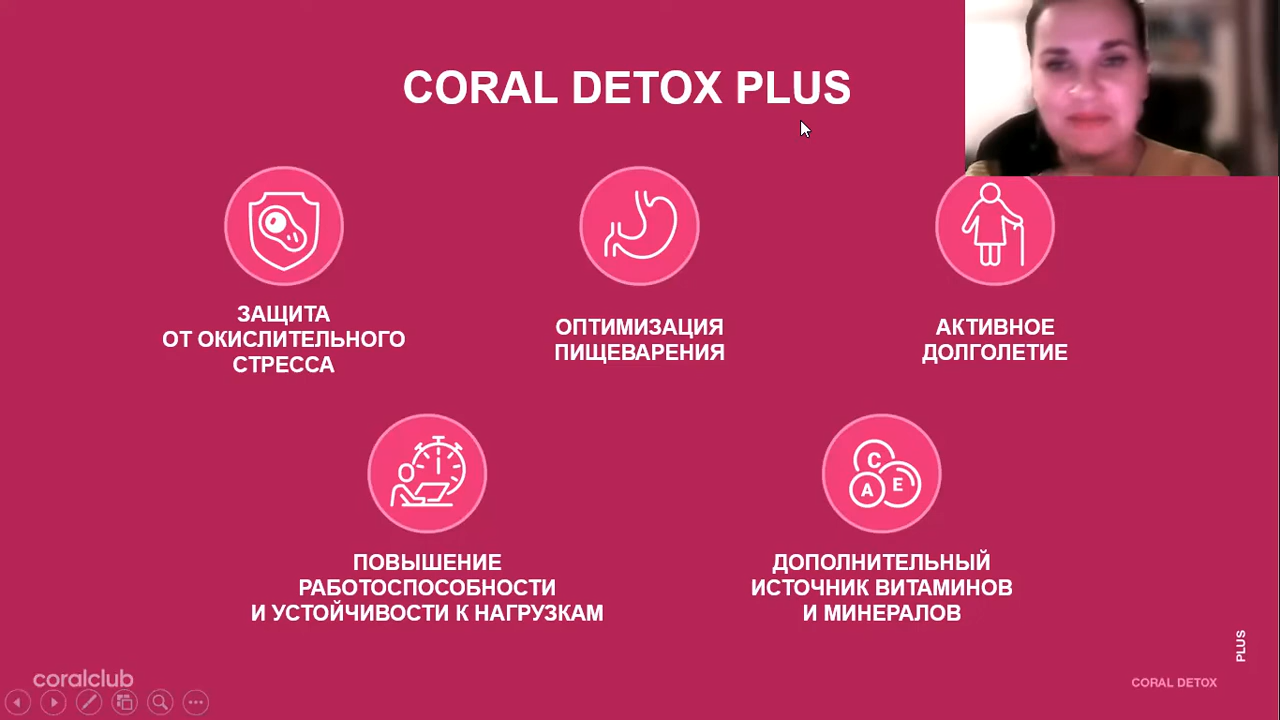 CORAL DETOX PLUS
ЗАЩИТА
ОТ ОКИСЛИТЕЛЬНОГО
СТРЕССА
ОПТИМИЗАЦИЯ
ПИЩЕВАРЕНИЯ
АКТИВНОЕ
ДОЛГОЛЕТИЕ
C
A
E
ПОВЫШЕНИЕ
РАБОТОСПОСОБНОСТИ
И УСТОЙЧИВОСТИ К НАГРУЗКАМ
ДОПОЛНИТЕЛЬНЫЙ
ИСТОЧНИК ВИТАМИНОВ
И МИНЕРАЛОВ
coralclub
CORAL DETOX
PLUS